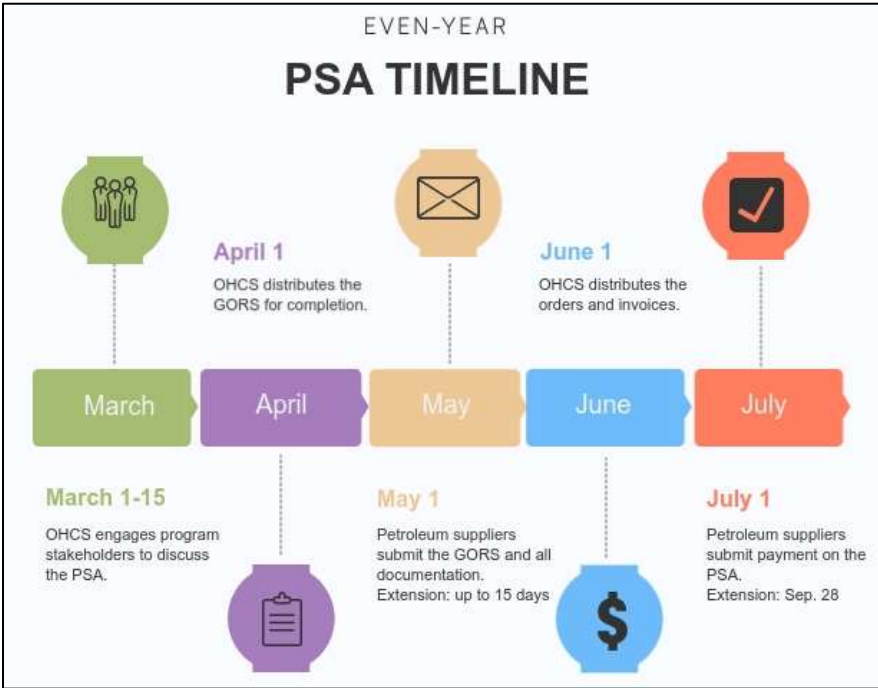 EVEN-YEAR
PSA TIMELINE
April 1
OHCS distributes the
GORS for completion.
June 1
OHCS distributes the
orders and invoices.
March
April
May
June
July
March 1-15
OHCS engages program
stakeholders to discuss
the PSA.
May 1
Petroleum suppliers
submit the GORS and all
documentation.
Extension: up to 15 days
$
July 1
Petroleum suppliers
submit payment on the
PSA.
Extension: Sep. 28